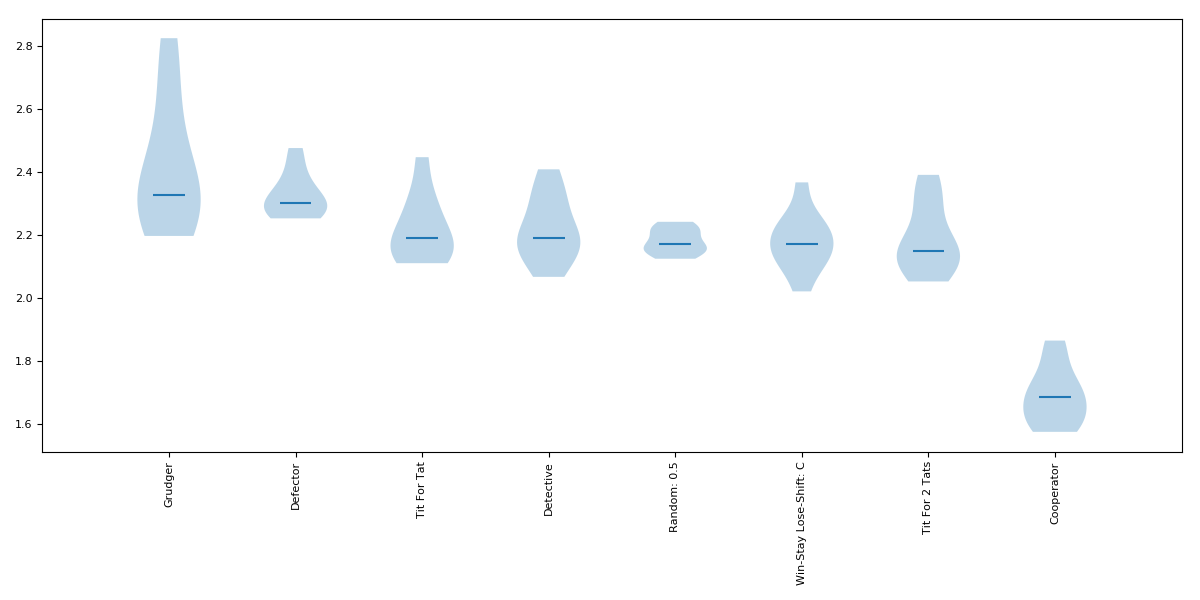 2.8
2.6
2.4
2.2
2.0
1.8
1.6
Grudger
Defector
Tit For Tat
Detective
Random: 0.5
Win-Stay Lose-Shift: C
Tit For 2 Tats
Cooperator